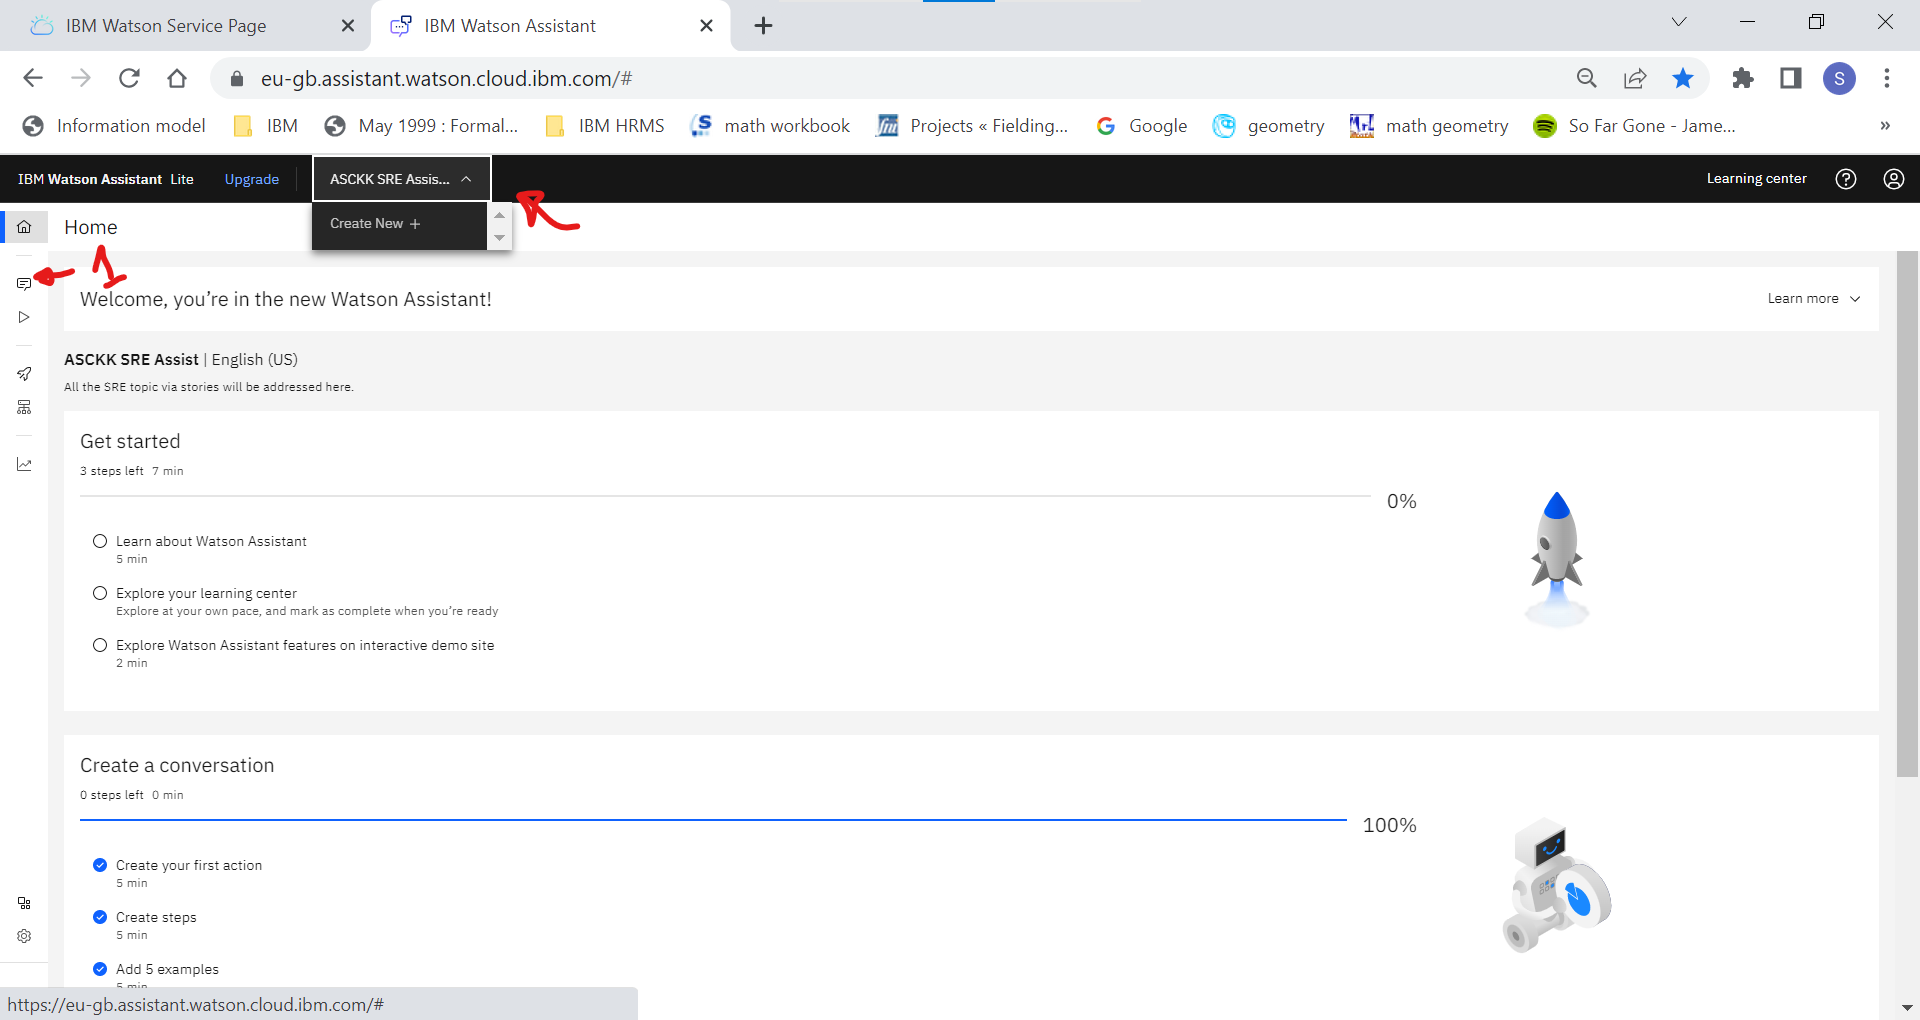 IBM Watson Service Page
IBM Watson Assistant
eu-gb.assistant.watson.cloud.ibm.com/#
S
Information model
IBM
May 1999 : Formal...
IBM HRMS
math workbook
Projects « Fielding...
Google
geometry
math geometry
So Far Gone - Jame...
»
IBM Watson Assistant Lite
Upgrade
ASCKK SRE Assis...
Learning center
Create New +
Home
1
Welcome, you're in the new Watson Assistant!
Learn more
ASCKK SRE Assist | English (US)
All the SRE topic via stories will be addressed here.
Get started
3 steps left 7 min
0%
Learn about Watson Assistant
5 min
Explore your learning center
Explore at your own pace, and mark as complete when you're ready
Explore Watson Assistant features on interactive demo site
2 min
Create a conversation
0 steps left 0 min
100%
Create your first action
5 min
Create steps
5 min
Add 5 examples
5 min
https://eu-gb.assistant.watson.cloud.ibm.com/#